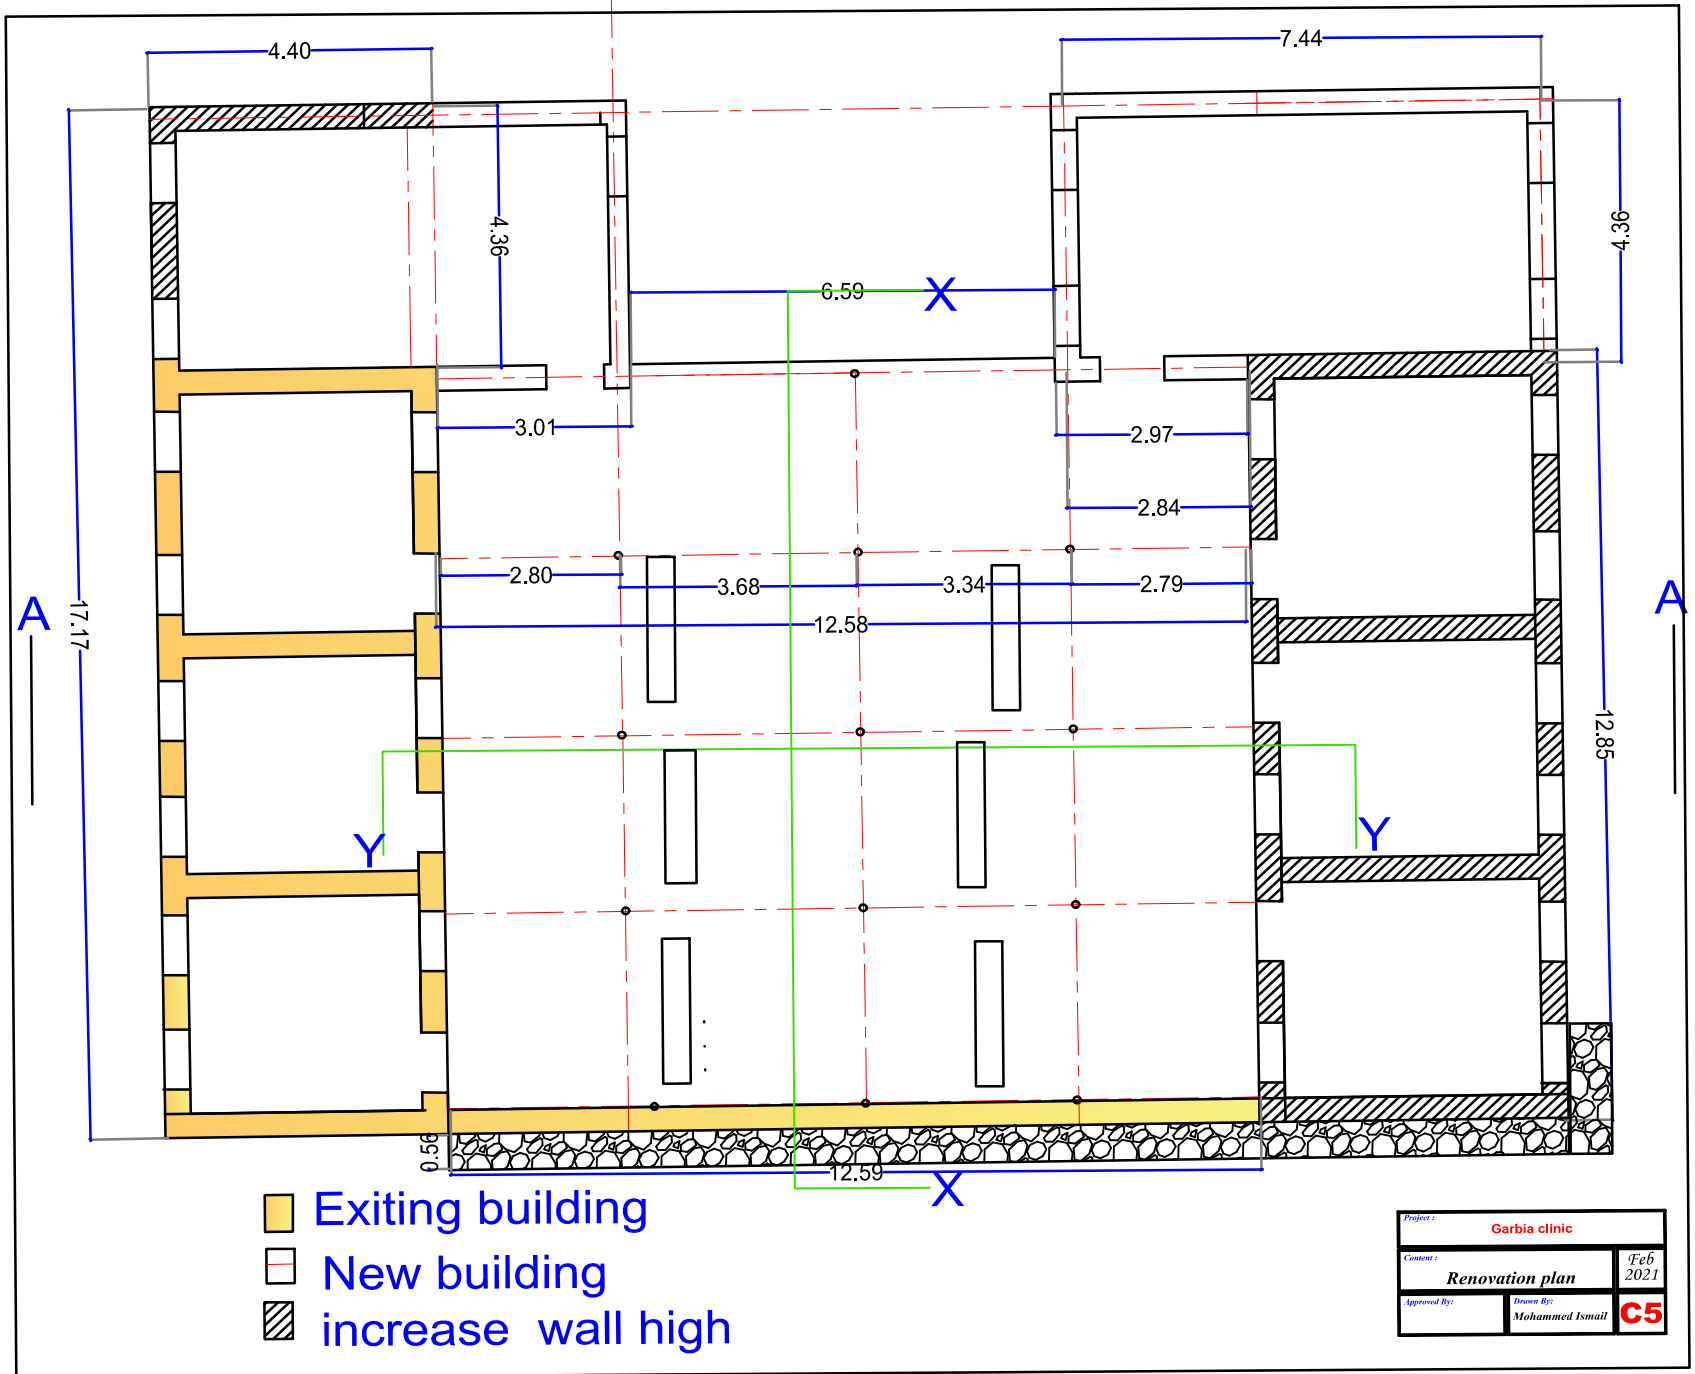 4.40
7.44
4.36
4.36
6.59
X
3.01
2.97
2.84
2.80
3.68
3.34
2.79
12.58
A
A
17.17
12.85
Y
Y
0.56
12.59
X
Exiting building
New building
increase wall high
Project :
Garbia clinic
Content :
Renovation plan
Feb
2021
Approved By:
Drawn By:
Mohammed Ismail
C5